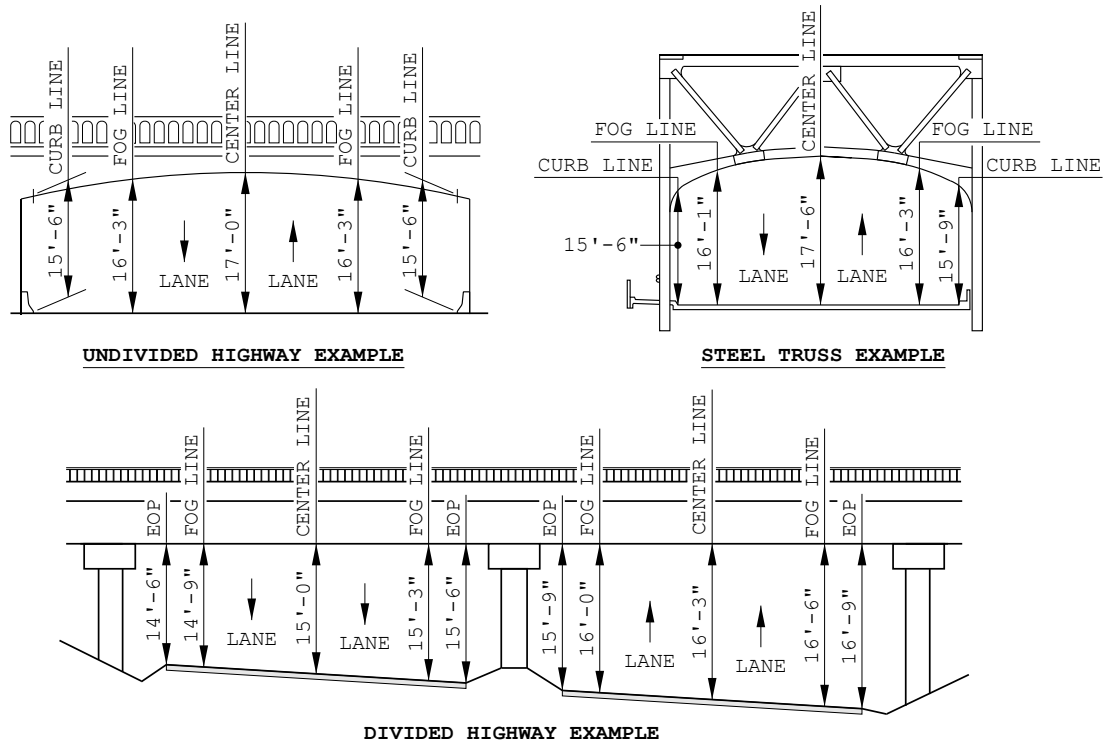 CURB LINE
FOG LINE
CENTER LINE
FOG LINE
CURB LINE
15'-6"
16'-3"
17'-0"
16'-3"
15'-6"
LANE
LANE
UNDIVIDED HIGHWAY EXAMPLE
CENTER LINE
FOG LINE
FOG LINE
CURB LINE
CURB LINE
15'-6"
16'-1"
17'-6"
16'-3"
15'-9"
LANE
LANE
STEEL TRUSS EXAMPLE
EOP
FOG LINE
CENTER LINE
FOG LINE
EOP
EOP
FOG LINE
CENTER LINE
FOG LINE
EOP
14'-6"
14'-9"
15'-0"
15'-3"
15'-6"
15'-9"
16'-0"
16'-3"
16'-6"
16'-9"
LANE
LANE
LANE
LANE
DIVIDED HIGHWAY EXAMPLE